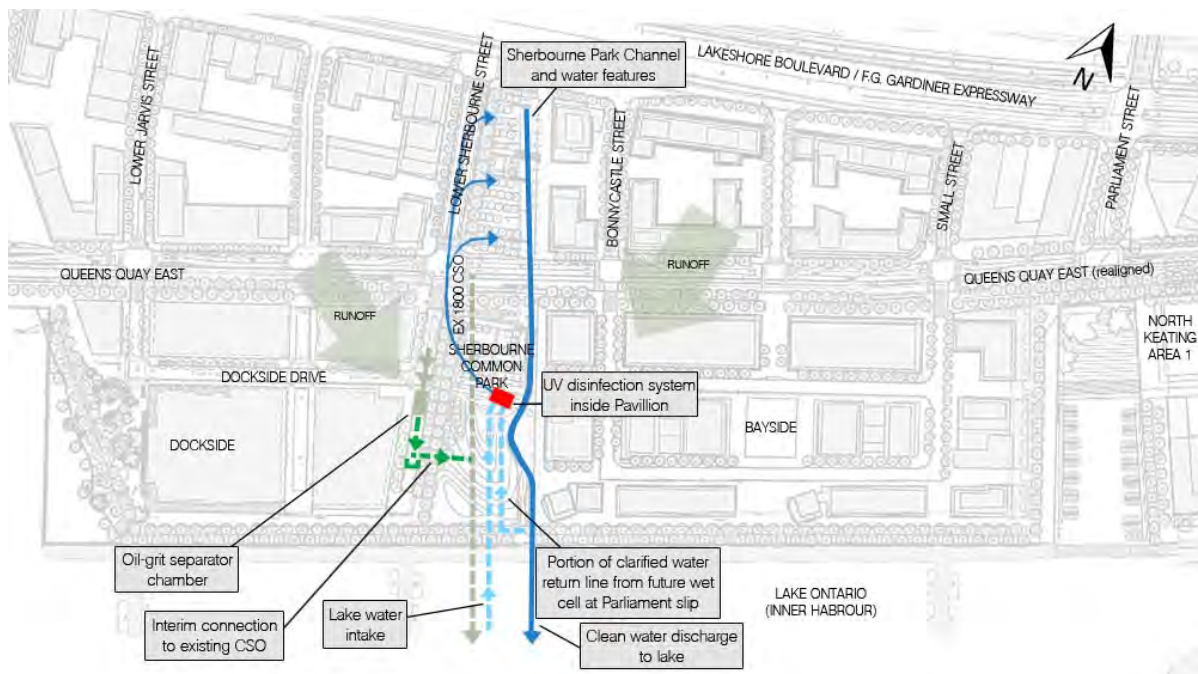 Sherbourne Park Channel
and water features
LAKESHORE BOULEVARD / F.G. GARDINER EXPRESSWAY
N
LOWER JARVIS STREET
LOWER SHERBOURNE STREET
BONNYCASTLE STREET
SMALL STREET
PARLIAMENT STREET
QUEENS QUAY EAST
RUNOFF
EX 1800 CSO
RUNOFF
QUEENS QUAY EAST (realigned)
NORTH
KEATING
AREA 1
SHERBOURNE
COMMON
PARK
DOCKSIDE DRIVE
UV disinfection system
inside Pavillion
DOCKSIDE
BAYSIDE
Oil-grit separator
chamber
Interim connection
to existing CSO
Lake water
intake
Portion of clarified water
return line from future wet
cell at Parliament slip
Clean water discharge
to lake
LAKE ONTARIO
(INNER HABROUR)